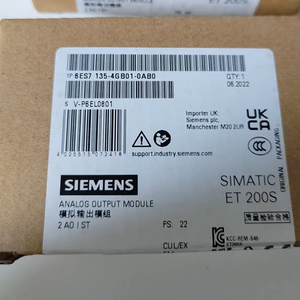 1P 6ES7 135-4GB01-0AB0
QTY: 1
06.2022
S V-P6EL0801
Importer UK:
Siemens plc,
Manchester M20 2UR
UK
CA
ORIGINAL PACKAGING
support.industry.siemens.com
SIEMENS
SIMATIC
ET 200S
ANALOG OUTPUT MODULE
模拟输出模组
2 AO I ST
FS: 22